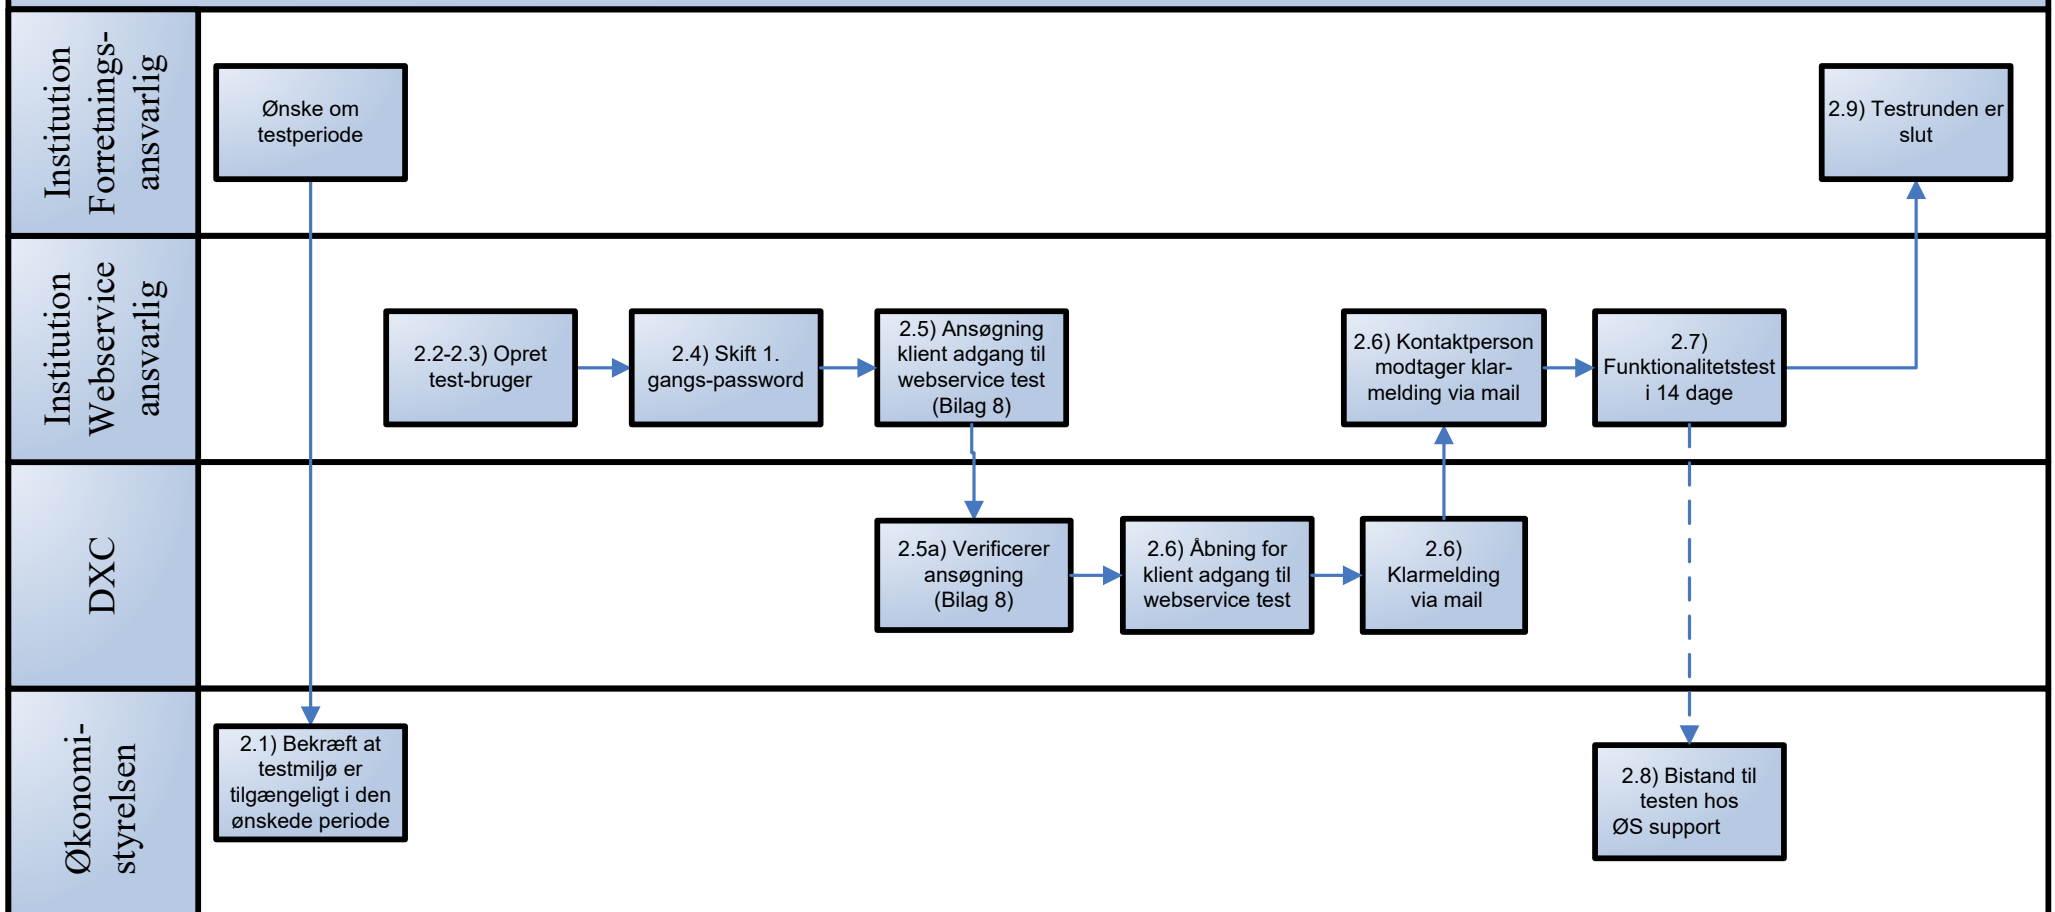 Institution
Forretnings-
ansvarlig
Ønske om
testperiode
2.9) Testrunden er
slut
Institution
Webservice
ansvarlig
2.2-2.3) Opret
test-bruger
2.4) Skift 1.
gangs-password
2.5) Ansøgning
klient adgang til
webservice test
(Bilag 8)
2.6) Kontaktperson
modtager klar-
melding via mail
2.7)
Funktionalitetstest
i 14 dage
DXC
2.5a) Verificerer
ansøgning
(Bilag 8)
2.6) Åbning for
klient adgang til
webservice test
2.6)
Klarmelding
via mail
Økonomi-
styrelsen
2.1) Bekræft at
testmiljø er
tilgængeligt i den
ønskede periode
2.8) Bistand til
testen hos
ØS support